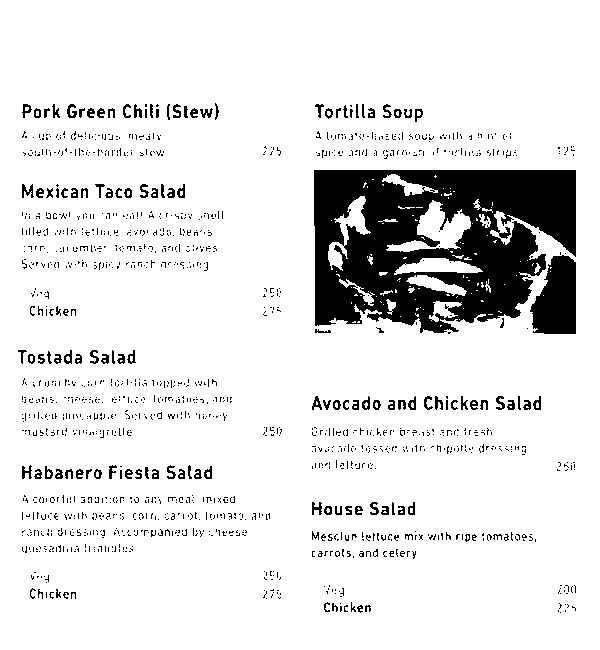 Pork Green Chili (Stew)
A cup of delicious, meaty
south-of-the-border stew 225
Mexican Taco Salad
In a bowl you can eat! A crispy shell
filled with lettuce, avocado, beans
corn, cucumber, tomato, and olives.
Served with spicy ranch dressing.
Veg 250
Chicken 275
Tostada Salad
A crunchy corn tortilla topped with
beans, cheese, lettuce, tomatoes, and
grilled pineapple. Served with honey
mustard vinaigrette 250
Habanero Fiesta Salad
A colorful addition to any meal: mixed
lettuce with beans, corn, carrot, tomato, and
ranch dressing. Accompanied by cheese
quesadilla triangles.
Veg 250
Chicken 275
Tortilla Soup
A tomato-based soup with a hint of
spice and a garnish of tortilla strips
Avocado and Chicken Salad
Grilled chicken breast and fresh
avocado tossed with chipotle dressing
and lettuce.
House Salad
Mesclun lettuce mix with ripe tomatoes,
carrots, and celery
Veg 200
Chicken 225